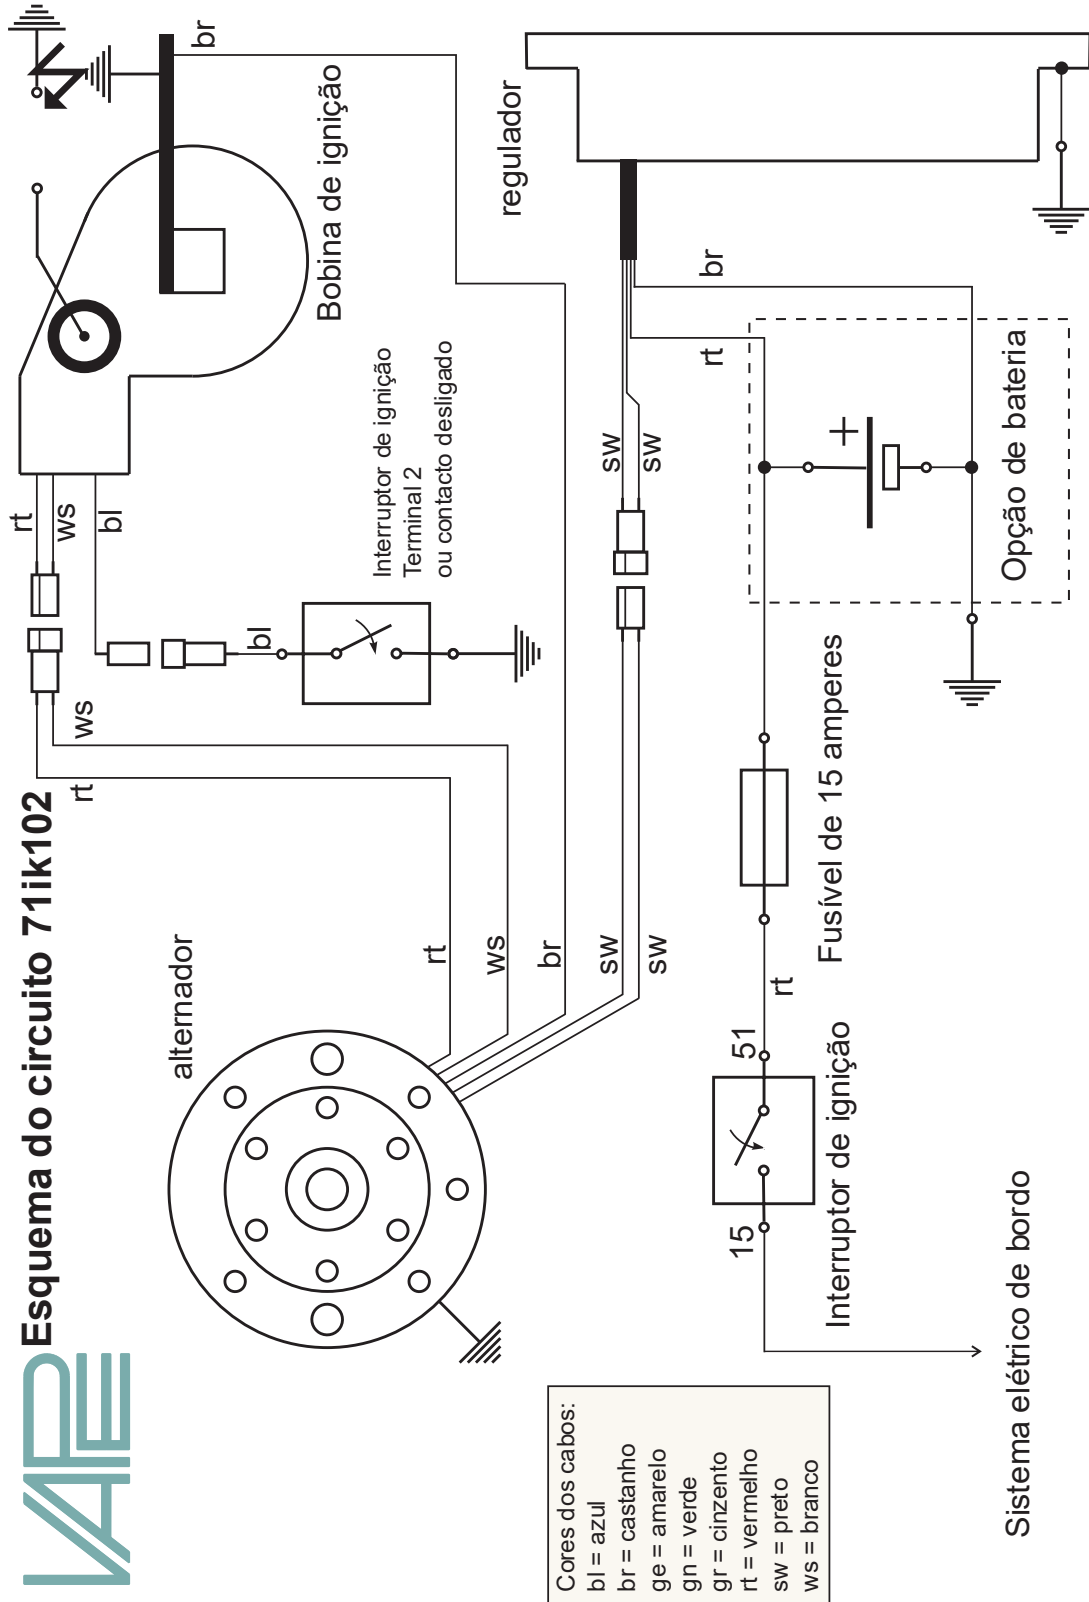 VAPE
Esquema do circuito 71ik102
alternador
rt
ws
br
sw
sw
rt
ws
rt
ws
bl
bl
br
Bobina de ignição
Interruptor de ignição
Terminal 2
ou contacto desligado
regulador
sw
sw
rt
br
Opção de bateria
+
Fusível de 15 amperes
rt
51
15
Interruptor de ignição
Sistema elétrico de bordo
Cores dos cabos:
bl = azul
br = castanho
ge = amarelo
gn = verde
gr = cinzento
rt = vermelho
sw = preto
ws = branco